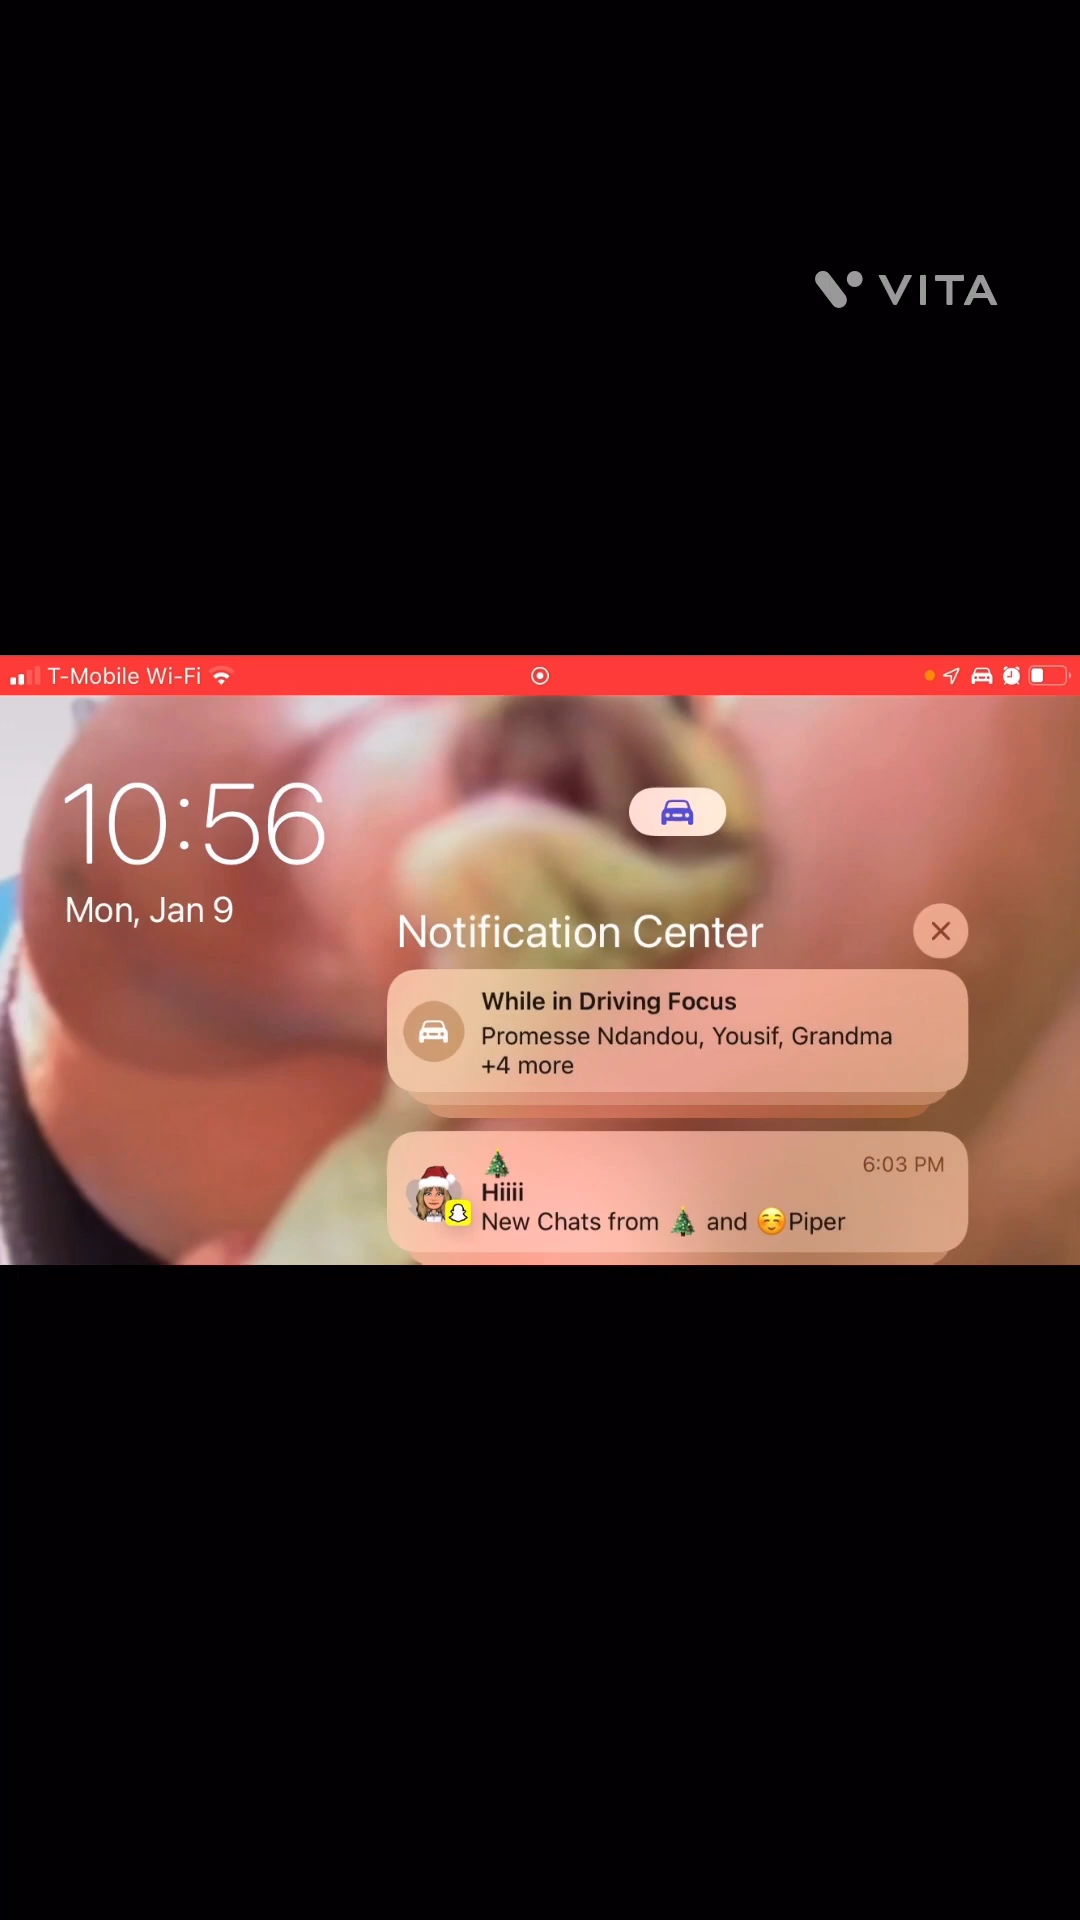 VITA
T-Mobile Wi-Fi
10:56
Mon, Jan 9
Notification Center
While in Driving Focus
Promesse Ndandou, Yousif, Grandma
+4 more
🎄
6:03 PM
Hiiii
New Chats from 🎄 and ☺️Piper